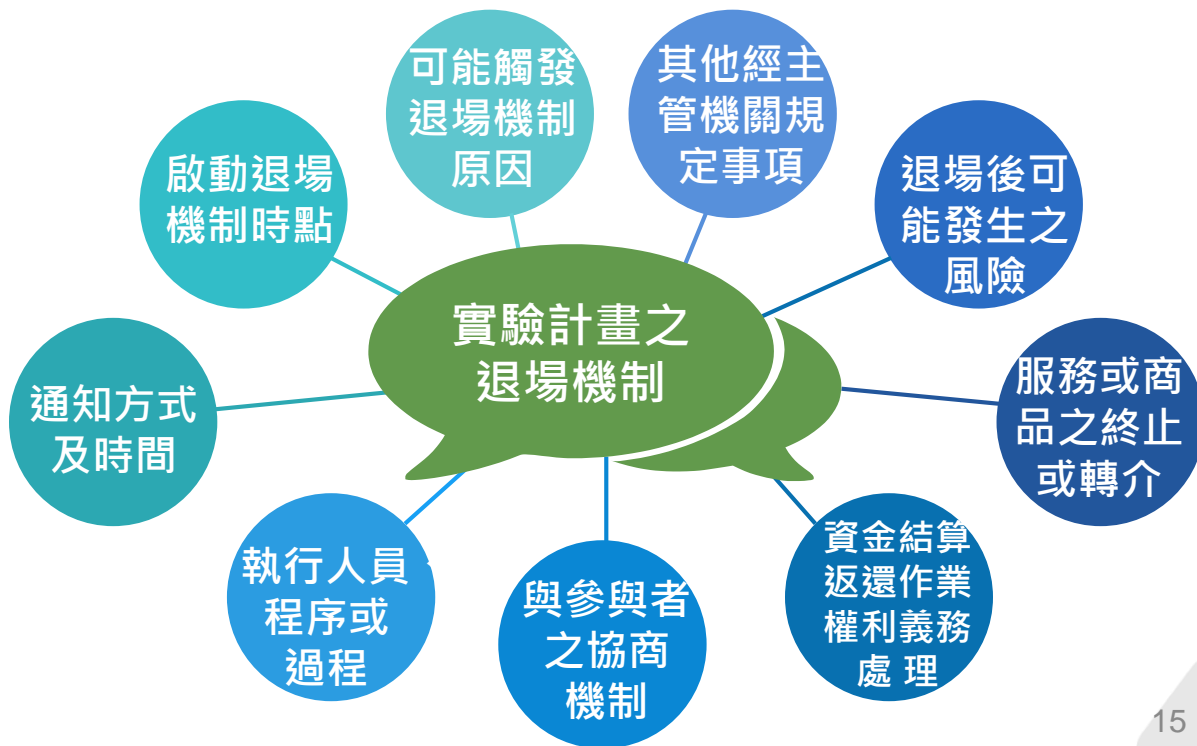 實驗計畫之
退場機制
可能觸發
退場機制
原因
其他經主
管機關規
定事項
退場後可
能發生之
風險
服務或商
品之終止
或轉介
資金結算
返還作業
權利義務
處 理
與參與者
之協商
機制
執行人員、
程序或
過程
通知方式
及時間
啟動退場
機制時點
15